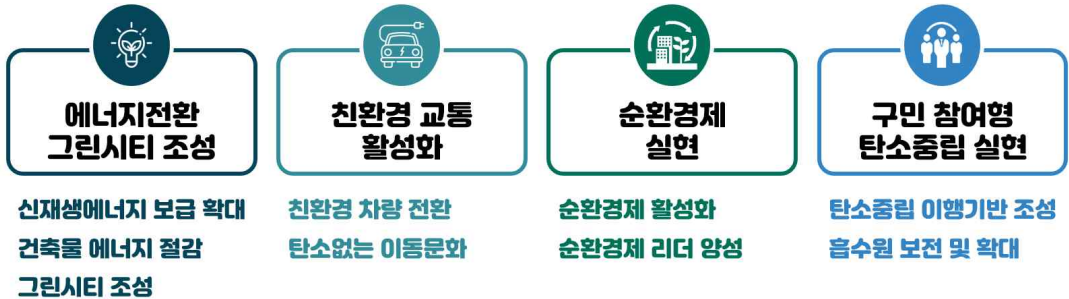 에너지전환
그린시티 조성
신재생에너지 보급 확대
건축물 에너지 절감
그린시티 조성
친환경 교통
활성화
친환경 차량 전환
탄소없는 이동문화
순환경제
실현
순환경제 활성화
순환경제 리더 양성
구민 참여형
탄소중립 실현
탄소중립 이행기반 조성
흡수원 보전 및 확대